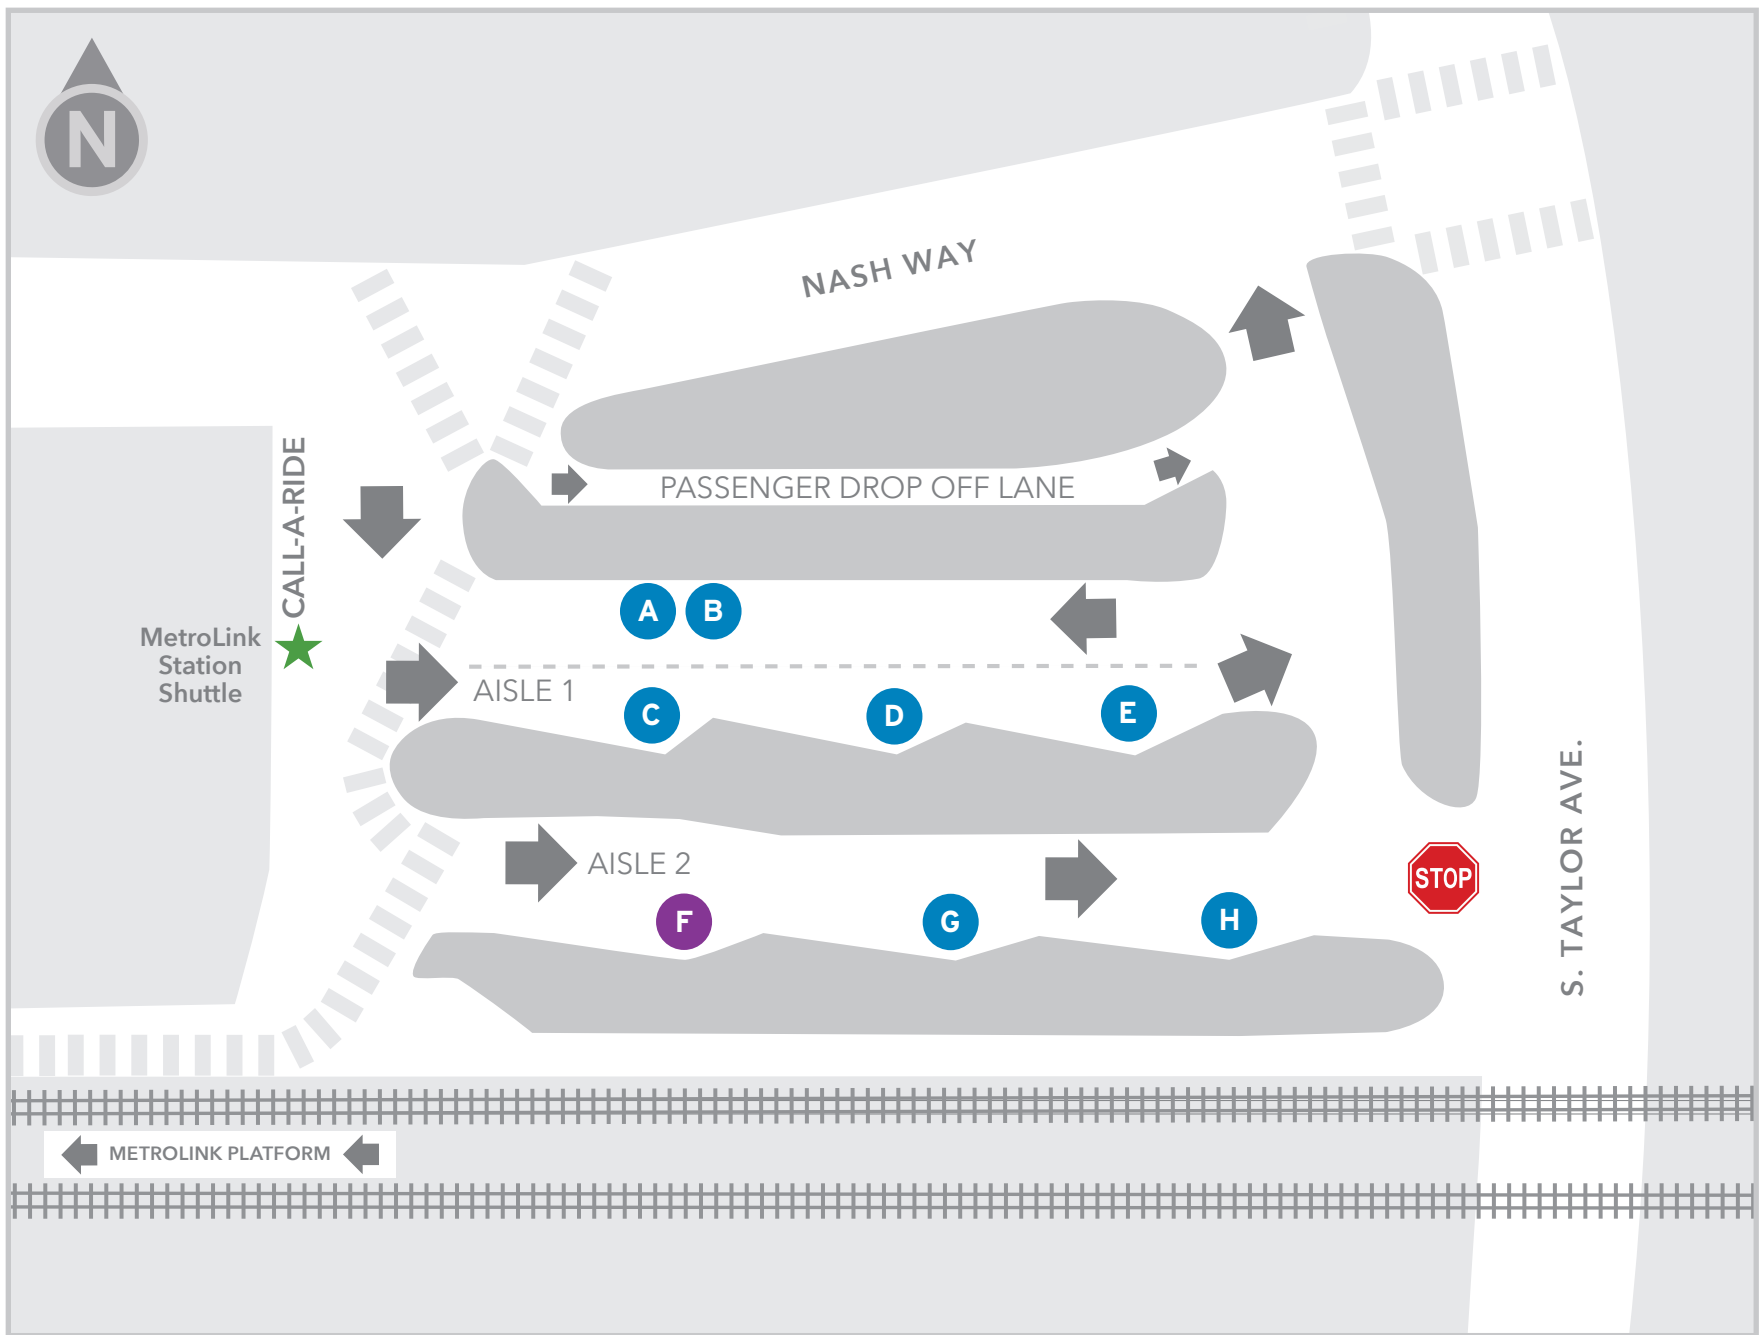 N
NASH WAY
CALL-A-RIDE
PASSENGER DROP OFF LANE
A
B
MetroLink
Station
Shuttle
AISLE 1
C
D
E
S. TAYLOR AVE.
AISLE 2
STOP
F
G
H
METROLINK PLATFORM